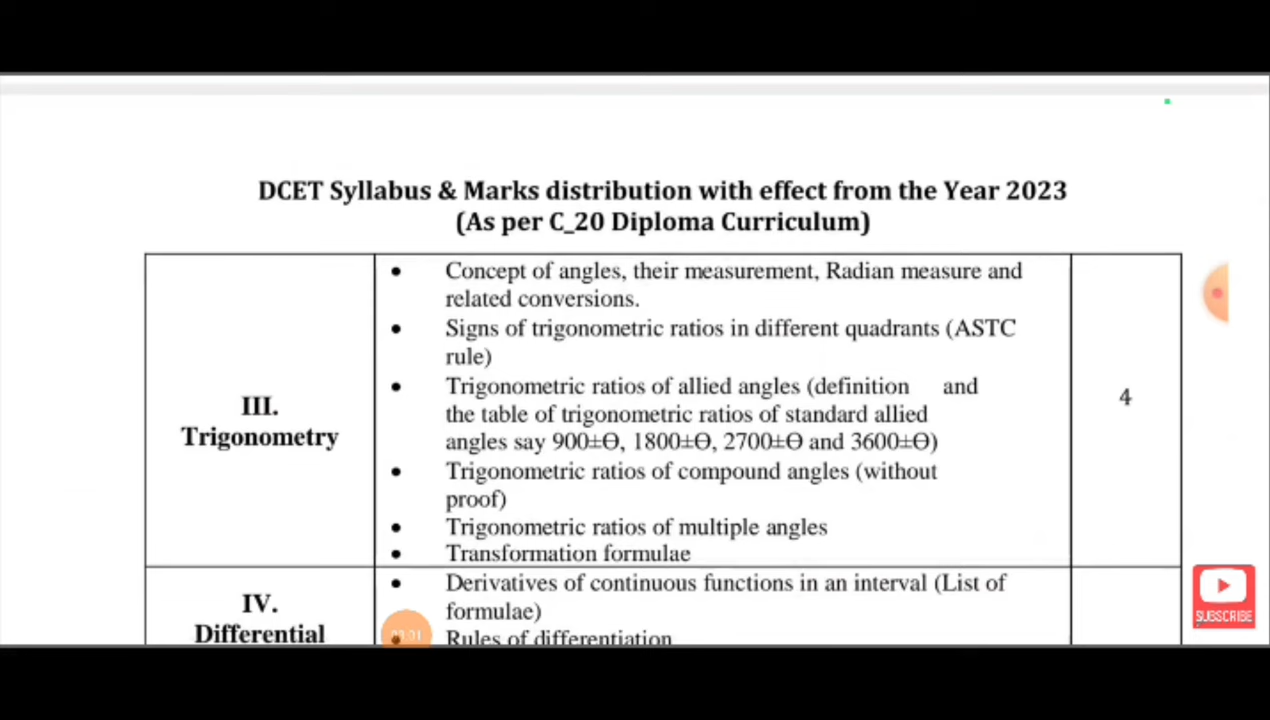 DCET Syllabus & Marks distribution with effect from the Year 2023
(As per C_20 Diploma Curriculum)
III.
Trigonometry
• Concept of angles, their measurement, Radian measure and
related conversions.
• Signs of trigonometric ratios in different quadrants (ASTC
rule)
• Trigonometric ratios of allied angles (definition and
the table of trigonometric ratios of standard allied
angles say 900±Ɵ, 1800±Ɵ, 2700±Ɵ and 3600±Ɵ)
• Trigonometric ratios of compound angles (without
proof)
• Trigonometric ratios of multiple angles
• Transformation formulae
4
IV.
Differential
• Derivatives of continuous functions in an interval (List of
formulae)
• Rules of differentiation
SUBSCRIBE